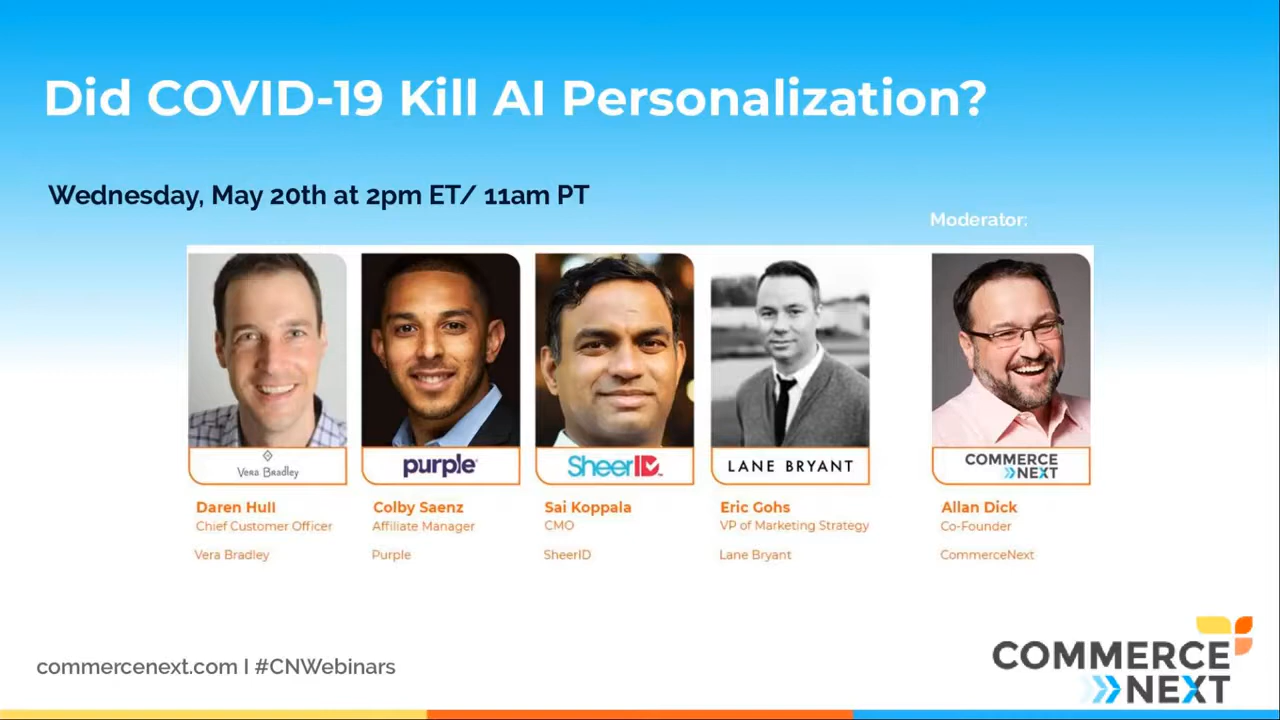 Did COVID-19 Kill AI Personalization?
Wednesday, May 20th at 2pm ET/ 11am PT
Moderator:
Vera Bradley
purple
SheerID
LANE BRYANT
COMMERCE
NEXT
Daren Hull
Chief Customer Officer
Vera Bradley
Colby Saenz
Affiliate Manager
Purple
Sai Koppala
CMO
SheerID
Eric Gohs
VP of Marketing Strategy
Lane Bryant
Allan Dick
Co-Founder
CommerceNext
commercenext.com I #CNWebinars
COMMERCE
NEXT